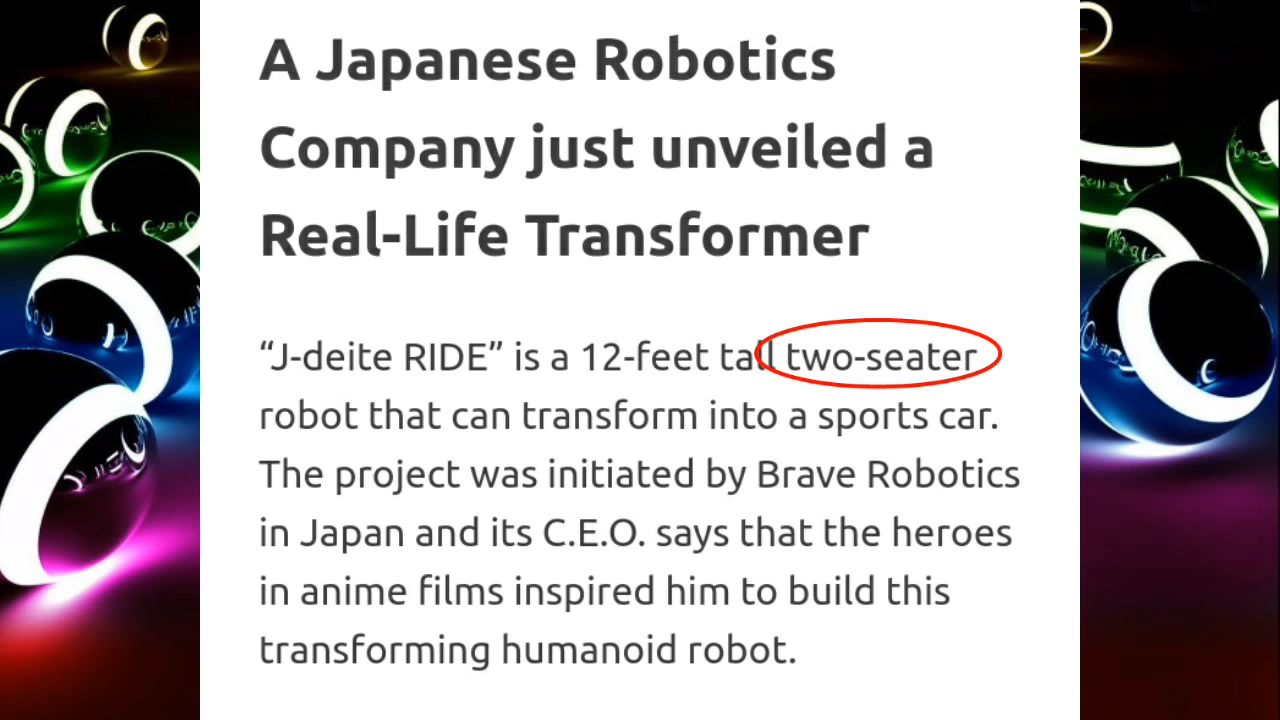 A Japanese Robotics
Company just unveiled a
Real-Life Transformer
“J-deite RIDE” is a 12-feet tall two-seater
robot that can transform into a sports car.
The project was initiated by Brave Robotics
in Japan and its C.E.O. says that the heroes
in anime films inspired him to build this
transforming humanoid robot.